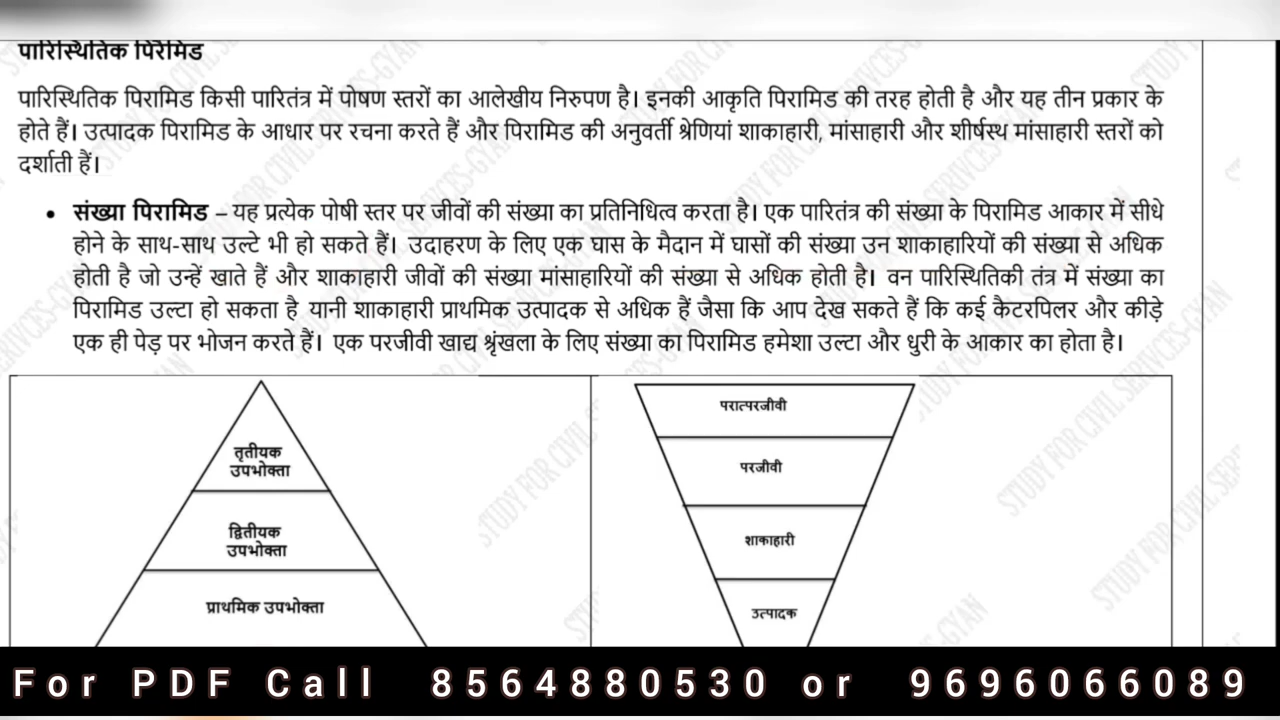 पारिस्थितिक पिरैमिड
पारिस्थितिक पिरामिड किसी पारितंत्र में पोषण स्तरों का आलेखीय निरुपण है। इनकी आकृति पिरामिड की तरह होती है और यह तीन प्रकार के
होते हैं। उत्पादक पिरामिड के आधार पर रचना करते हैं और पिरामिड की अनुवर्ती श्रेणियां शाकाहारी, मांसाहारी और शीर्षस्थ मांसाहारी स्तरों को
दर्शाती हैं।
• संख्या पिरामिड – यह प्रत्येक पोषी स्तर पर जीवों की संख्या का प्रतिनिधित्व करता है। एक पारितंत्र की संख्या के पिरामिड आकार में सीधे
होने के साथ-साथ उल्टे भी हो सकते हैं। उदाहरण के लिए एक घास के मैदान में घासों की संख्या उन शाकाहारियों की संख्या से अधिक
होती है जो उन्हें खाते हैं और शाकाहारी जीवों की संख्या मांसाहारियों की संख्या से अधिक होती है। वन पारिस्थितिकी तंत्र में संख्या का
पिरामिड उल्टा हो सकता है यानी शाकाहारी प्राथमिक उत्पादक से अधिक हैं जैसा कि आप देख सकते हैं कि कई कैटरपिलर और कीड़े
एक ही पेड़ पर भोजन करते हैं। एक परजीवी खाद्य श्रृंखला के लिए संख्या का पिरामिड हमेशा उल्टा और धुरी के आकार का होता है।
तृतीयक
उपभोक्ता
द्वितीयक
उपभोक्ता
प्राथमिक उपभोक्ता
परात्परजीवी
परजीवी
शाकाहारी
उत्पादक
For PDF Call 8564880530 or 9696066089